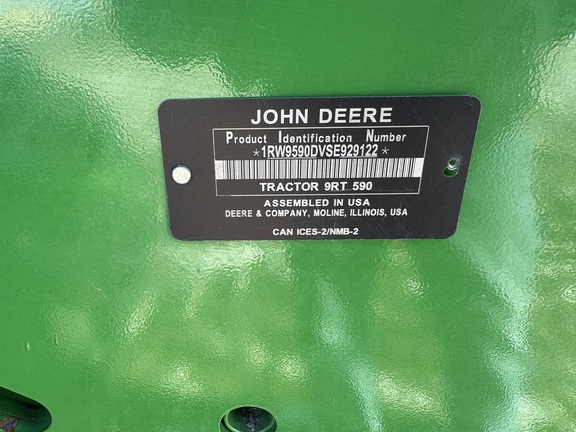 JOHN DEERE
Product Identification Number
*1RW9590DVSE929122*
TRACTOR 9RT 590
ASSEMBLED IN USA
DEERE & COMPANY, MOLINE, ILLINOIS, USA
CAN ICES-2/NMB-2